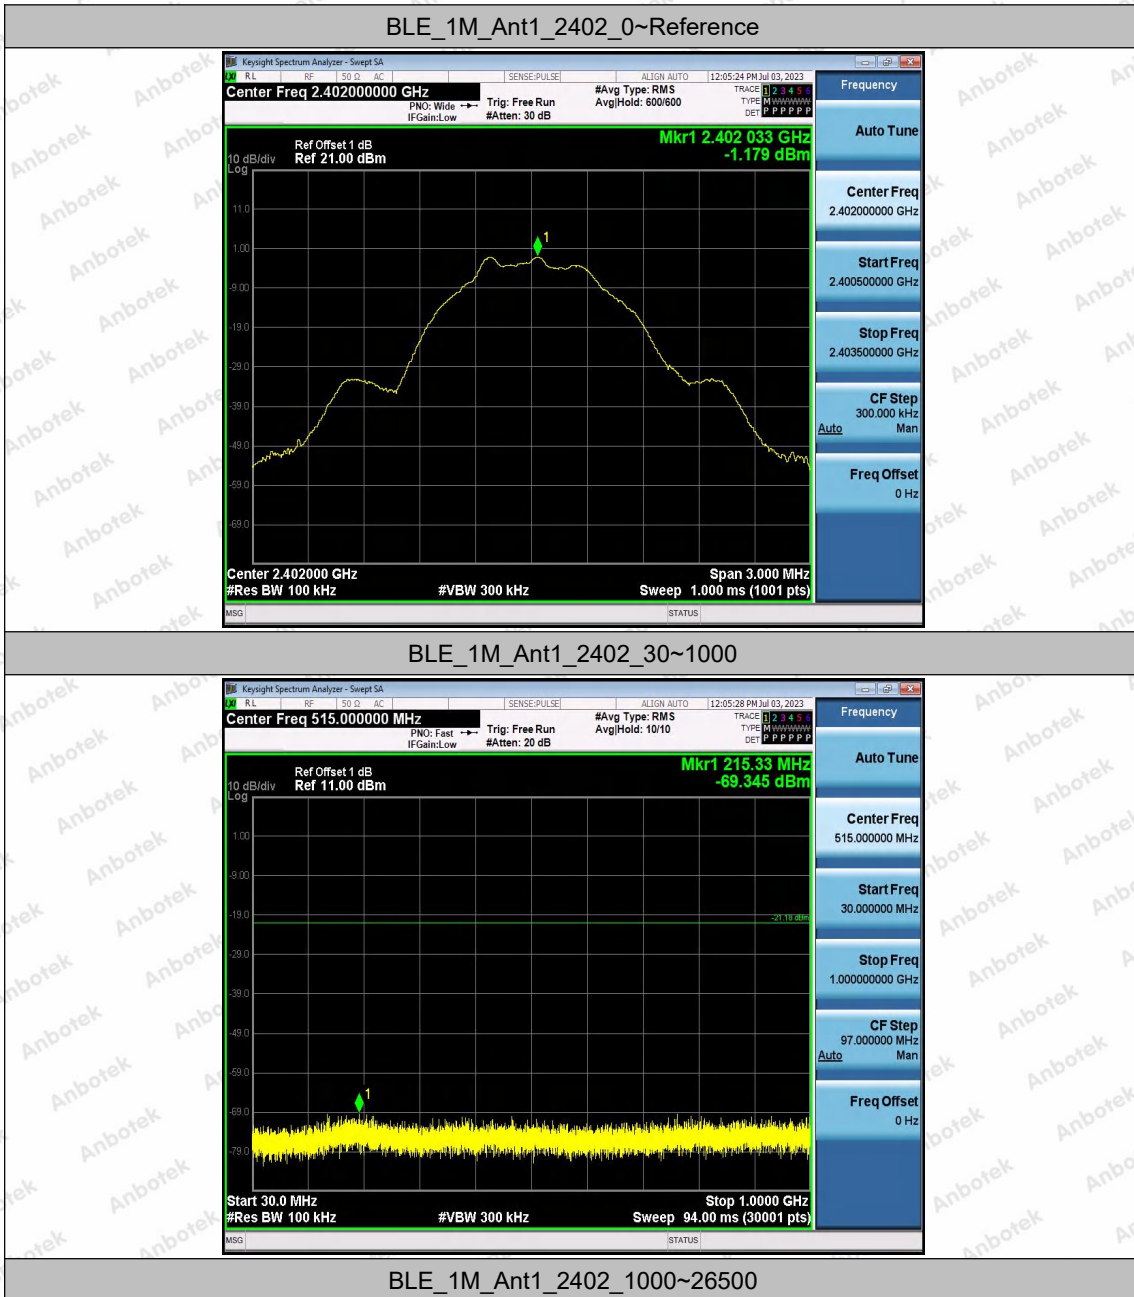 BLE_1M_Ant1_2402_0~Reference
Keysight Spectrum Analyzer - Swept SA
RL RF 50 Ω AC SENSE:PULSE ALIGN AUTO 12:05:24 PM Jul 03, 2023
Center Freq 2.402000000 GHz #Avg Type: RMS TRACE 1 2 3 4 5 6
PNO: Wide Trig: Free Run Avg|Hold: 600/600 TYPE M WWWWW
IFGain:Low #Atten: 30 dB DET P P P P P P
Mkr1 2.402 033 GHz
-1.179 dBm
Ref Offset 1 dB
10 dB/div Ref 21.00 dBm
Log
11.0
1
1.00
-9.00
-19.0
-29.0
-39.0
-49.0
-59.0
-69.0
Center 2.402000 GHz Span 3.000 MHz
#Res BW 100 kHz #VBW 300 kHz Sweep 1.000 ms (1001 pts)
MSG STATUS
Frequency
Auto Tune
Center Freq
2.402000000 GHz
Start Freq
2.400500000 GHz
Stop Freq
2.403500000 GHz
CF Step
300.000 kHz
Auto Man
Freq Offset
0 Hz
BLE_1M_Ant1_2402_30~1000
Keysight Spectrum Analyzer - Swept SA
RL RF 50 Ω AC SENSE:PULSE ALIGN AUTO 12:05:28 PM Jul 03, 2023
Center Freq 515.000000 MHz #Avg Type: RMS TRACE 1 2 3 4 5 6
PNO: Fast Trig: Free Run Avg|Hold: 10/10 TYPE M WWWWW
IFGain:Low #Atten: 20 dB DET P P P P P P
Mkr1 215.33 MHz
-69.345 dBm
Ref Offset 1 dB
10 dB/div Ref 11.00 dBm
Log
1.00
-9.00
-19.0
-21.18 dBm
-29.0
-39.0
-49.0
-59.0
1
-69.0
-79.0
Start 30.0 MHz Stop 1.0000 GHz
#Res BW 100 kHz #VBW 300 kHz Sweep 94.00 ms (30001 pts)
MSG STATUS
Frequency
Auto Tune
Center Freq
515.000000 MHz
Start Freq
30.000000 MHz
Stop Freq
1.000000000 GHz
CF Step
97.000000 MHz
Auto Man
Freq Offset
0 Hz
BLE_1M_Ant1_2402_1000~26500
Anbotek